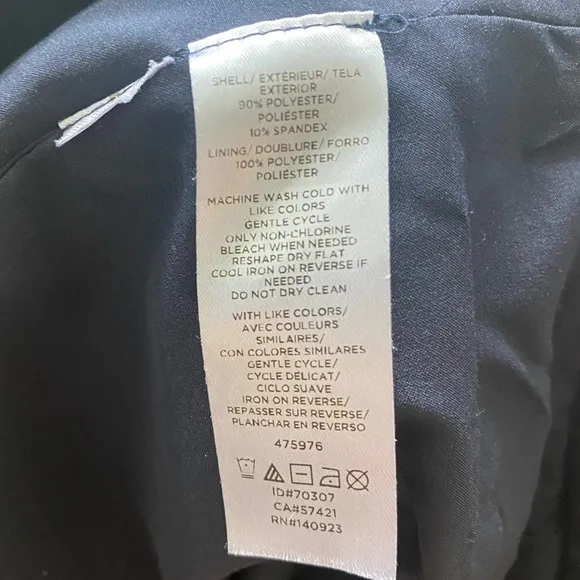 SHELL/ EXTÉRIEUR/ TELA
EXTERIOR
90% POLYESTER/
POLIÉSTER
10% SPANDEX
LINING/ DOUBLURE/ FORRO
100% POLYESTER/
POLIÉSTER
MACHINE WASH COLD WITH
LIKE COLORS
GENTLE CYCLE
ONLY NON-CHLORINE
BLEACH WHEN NEEDED
RESHAPE DRY FLAT
COOL IRON ON REVERSE IF
NEEDED
DO NOT DRY CLEAN
WITH LIKE COLORS/
AVEC COULEURS
SIMILAIRES/
CON COLORES SIMILARES
GENTLE CYCLE/
CYCLE DÉLICAT/
CICLO SUAVE
IRON ON REVERSE/
REPASSER SUR REVERSE/
PLANCHAR EN REVERSO
475976
ID#70307
CA#57421
RN#140923